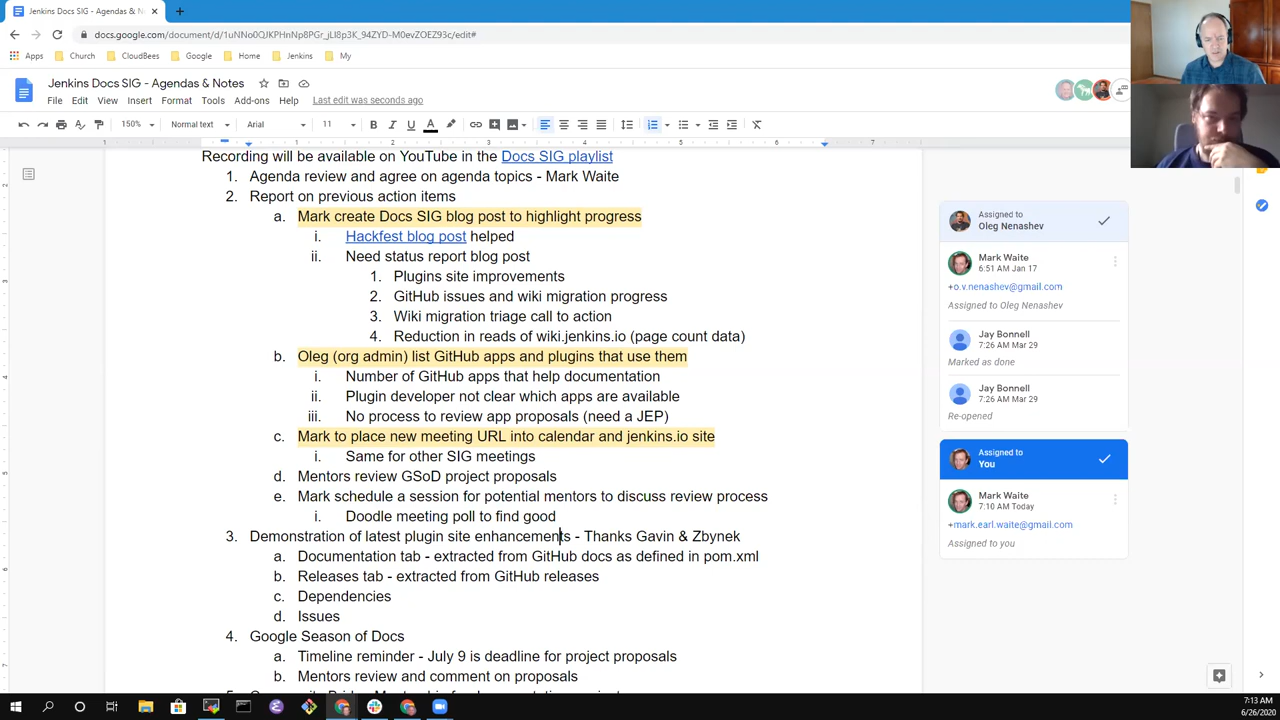 Jenkins Docs SIG - Agendas & N
docs.google.com/document/d/1uNNo0QJKPHnNp8PGr_jLl8p3K_94ZYD-M0evZOEZ93c/edit#
Apps Church CloudBees Google Home Jenkins My
Jenkins Docs SIG - Agendas & Notes
File Edit View Insert Format Tools Add-ons Help Last edit was seconds ago
150% Normal text Arial 11 B I U A
1 1 2 3 4 5 6 7
Recording will be available on YouTube in the Docs SIG playlist
1. Agenda review and agree on agenda topics - Mark Waite
2. Report on previous action items
a. Mark create Docs SIG blog post to highlight progress
i. Hackfest blog post helped
ii. Need status report blog post
1. Plugins site improvements
2. GitHub issues and wiki migration progress
3. Wiki migration triage call to action
4. Reduction in reads of wiki.jenkins.io (page count data)
b. Oleg (org admin) list GitHub apps and plugins that use them
i. Number of GitHub apps that help documentation
ii. Plugin developer not clear which apps are available
iii. No process to review app proposals (need a JEP)
c. Mark to place new meeting URL into calendar and jenkins.io site
i. Same for other SIG meetings
d. Mentors review GSoD project proposals
e. Mark schedule a session for potential mentors to discuss review process
i. Doodle meeting poll to find good
3. Demonstration of latest plugin site enhancements - Thanks Gavin & Zbynek
a. Documentation tab - extracted from GitHub docs as defined in pom.xml
b. Releases tab - extracted from GitHub releases
c. Dependencies
d. Issues
4. Google Season of Docs
a. Timeline reminder - July 9 is deadline for project proposals
b. Mentors review and comment on proposals
Assigned to
Oleg Nenashev
Mark Waite
6:51 AM Jan 17
+o.v.nenashev@gmail.com
Assigned to Oleg Nenashev
Jay Bonnell
7:26 AM Mar 29
Marked as done
Jay Bonnell
7:26 AM Mar 29
Re-opened
Assigned to
You
Mark Waite
7:10 AM Today
+mark.earl.waite@gmail.com
Assigned to you
7:13 AM
6/26/2020